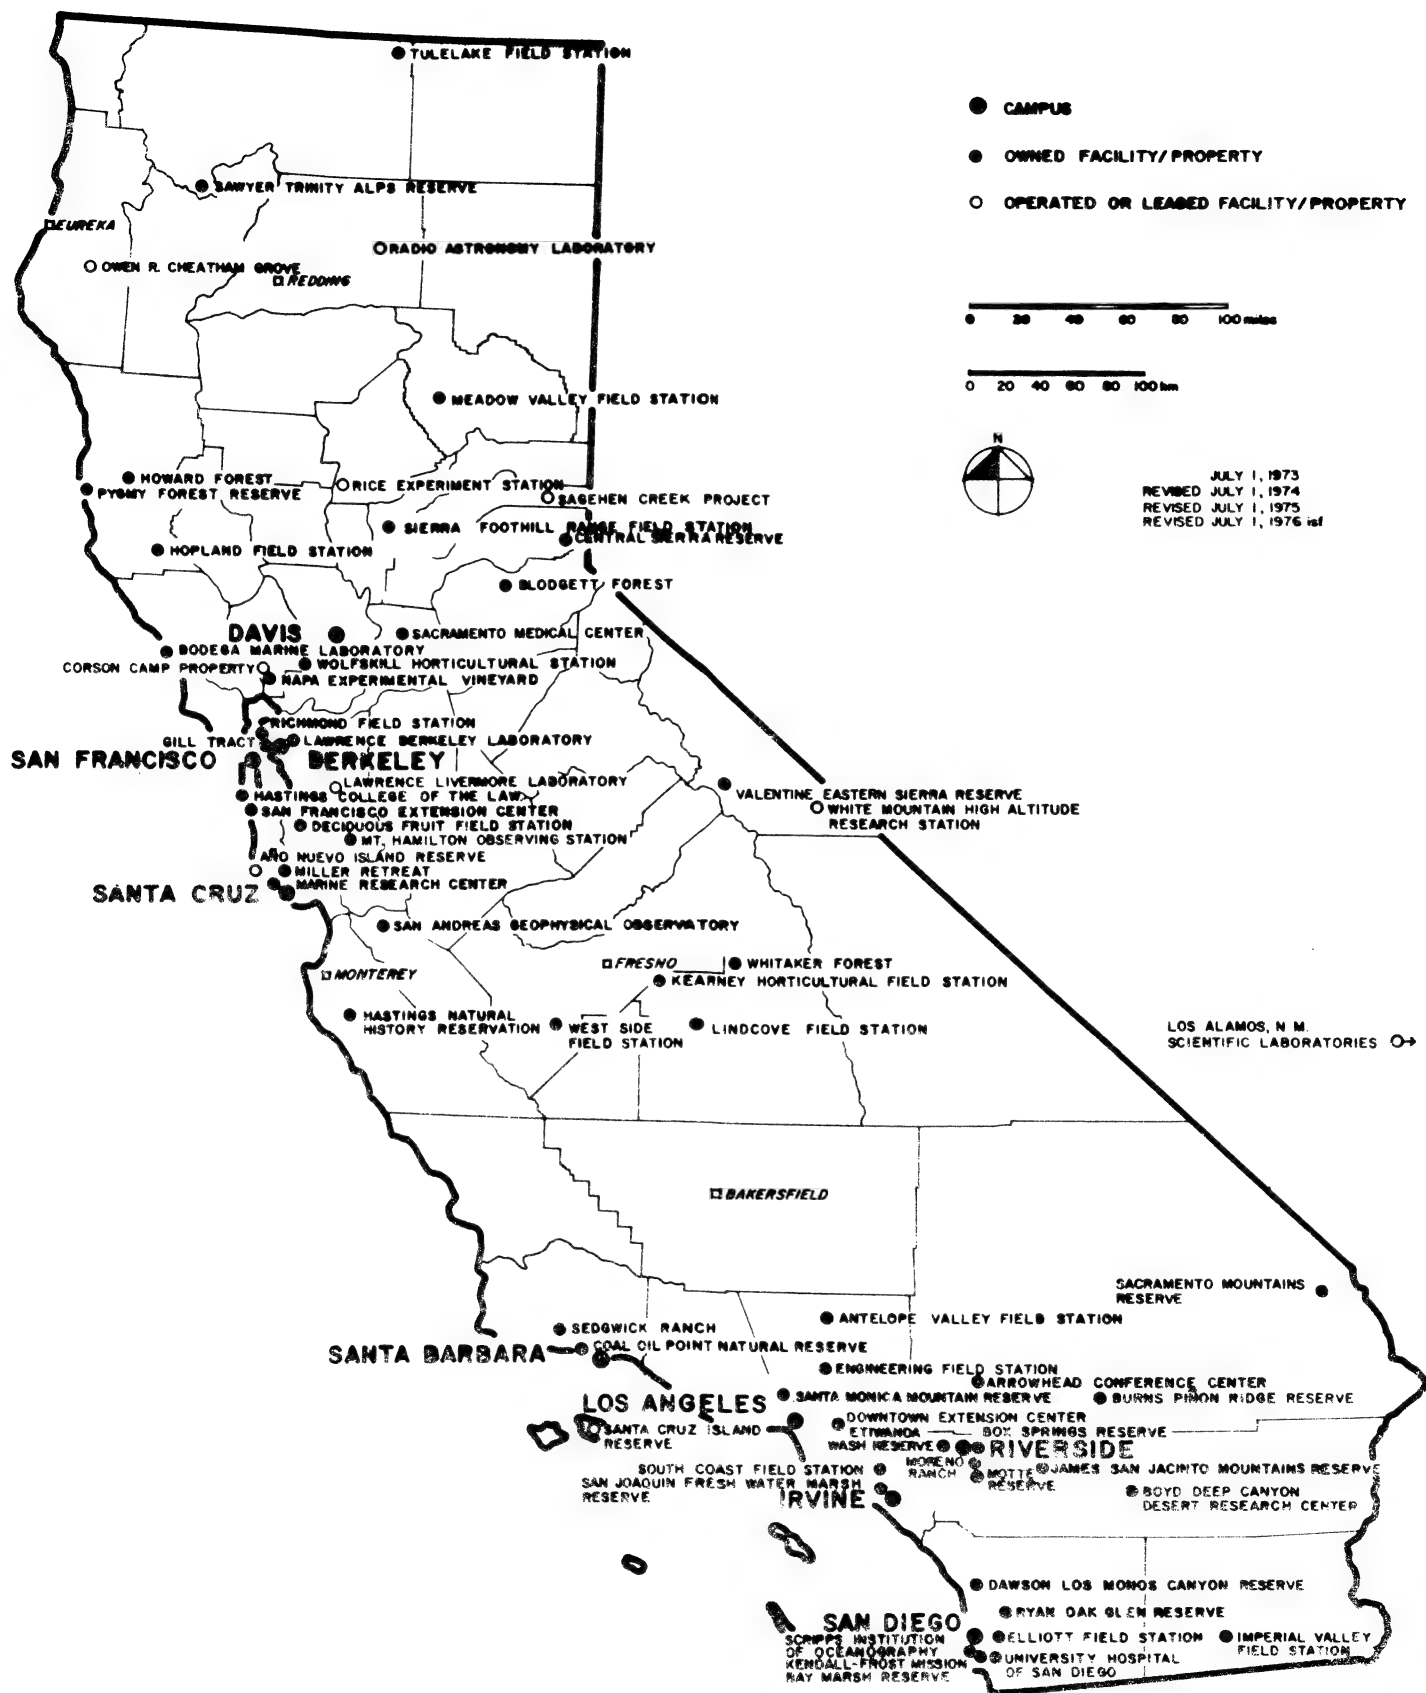 TULELAKE FIELD STATION
CAMPUS
OWNED FACILITY/PROPERTY
SAWYER TRINITY ALPS RESERVE
OPERATED OR LEASED FACILITY/PROPERTY
EUREKA
RADIO ASTRONOMY LABORATORY
OWEN R. CHEATHAM GROVE
REDDING
0 20 40 60 80 100 miles
0 20 40 60 80 100 km
MEADOW VALLEY FIELD STATION
N
HOWARD FOREST
PYGMY FOREST RESERVE
RICE EXPERIMENT STATION
SAGEHEN CREEK PROJECT
JULY 1, 1973
REVISED JULY 1, 1974
REVISED JULY 1, 1975
REVISED JULY 1, 1976 isf
SIERRA FOOTHILL RANGE FIELD STATION
CENTRAL SIERRA RESERVE
HOPLAND FIELD STATION
BLODGETT FOREST
DAVIS
SACRAMENTO MEDICAL CENTER
BODEGA MARINE LABORATORY
CORSON CAMP PROPERTY
WOLFSKILL HORTICULTURAL STATION
NAPA EXPERIMENTAL VINEYARD
RICHMOND FIELD STATION
GILL TRACT
LAWRENCE BERKELEY LABORATORY
SAN FRANCISCO
BERKELEY
LAWRENCE LIVERMORE LABORATORY
HASTINGS COLLEGE OF THE LAW
SAN FRANCISCO EXTENSION CENTER
DECIDUOUS FRUIT FIELD STATION
MT. HAMILTON OBSERVING STATION
VALENTINE EASTERN SIERRA RESERVE
WHITE MOUNTAIN HIGH ALTITUDE
RESEARCH STATION
AÑO NUEVO ISLAND RESERVE
MILLER RETREAT
MARINE RESEARCH CENTER
SANTA CRUZ
SAN ANDREAS GEOPHYSICAL OBSERVATORY
MONTEREY
FRESNO
WHITAKER FOREST
KEARNEY HORTICULTURAL FIELD STATION
HASTINGS NATURAL
HISTORY RESERVATION
WEST SIDE
FIELD STATION
LINDCOVE FIELD STATION
LOS ALAMOS, N M.
SCIENTIFIC LABORATORIES
BAKERSFIELD
SACRAMENTO MOUNTAINS
RESERVE
ANTELOPE VALLEY FIELD STATION
SEDGWICK RANCH
SANTA BARBARA
COAL OIL POINT NATURAL RESERVE
ENGINEERING FIELD STATION
ARROWHEAD CONFERENCE CENTER
LOS ANGELES
SANTA MONICA MOUNTAIN RESERVE
BURNS PINON RIDGE RESERVE
SANTA CRUZ ISLAND
RESERVE
DOWNTOWN EXTENSION CENTER
ETIWANDA
WASH RESERVE
BOX SPRINGS RESERVE
RIVERSIDE
MORENO
RANCH
MOTTE
RESERVE
JAMES SAN JACINTO MOUNTAINS RESERVE
SOUTH COAST FIELD STATION
SAN JOAQUIN FRESH WATER MARSH
RESERVE
IRVINE
BOYD DEEP CANYON
DESERT RESEARCH CENTER
DAWSON LOS MONOS CANYON RESERVE
RYAN OAK GLEN RESERVE
SAN DIEGO
ELLIOTT FIELD STATION
IMPERIAL VALLEY
FIELD STATION
SCRIPPS INSTITUTION
OF OCEANOGRAPHY
KENDALL-FROST MISSION
BAY MARSH RESERVE
UNIVERSITY HOSPITAL
OF SAN DIEGO